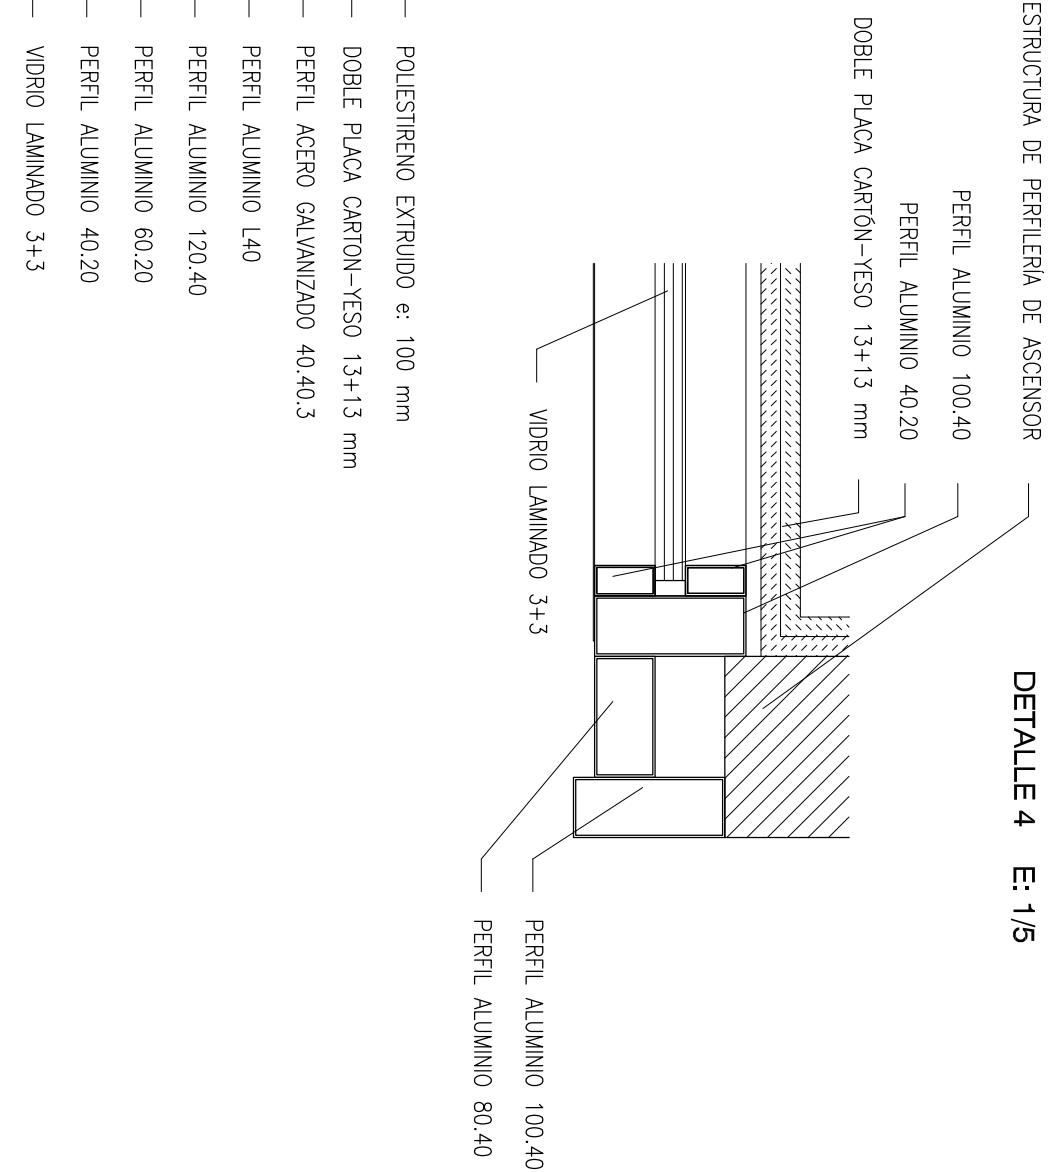 DETALLE 4 E: 1/5
ESTRUCTURA DE PERFILERÍA DE ASCENSOR
PERFIL ALUMINIO 100.40
PERFIL ALUMINIO 40.20
DOBLE PLACA CARTÓN-YESO 13+13 mm
VIDRIO LAMINADO 3+3
PERFIL ALUMINIO 100.40
PERFIL ALUMINIO 80.40
POLIESTIRENO EXTRUIDO e: 100 mm
DOBLE PLACA CARTON-YESO 13+13 mm
PERFIL ACERO GALVANIZADO 40.40.3
PERFIL ALUMINIO L40
PERFIL ALUMINIO 120.40
PERFIL ALUMINIO 60.20
PERFIL ALUMINIO 40.20
VIDRIO LAMINADO 3+3